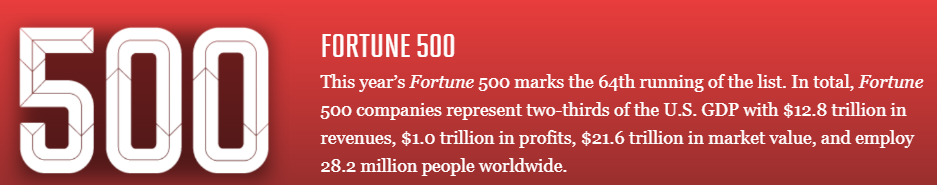 500
FORTUNE 500
This year’s Fortune 500 marks the 64th running of the list. In total, Fortune
500 companies represent two-thirds of the U.S. GDP with $12.8 trillion in
revenues, $1.0 trillion in profits, $21.6 trillion in market value, and employ
28.2 million people worldwide.